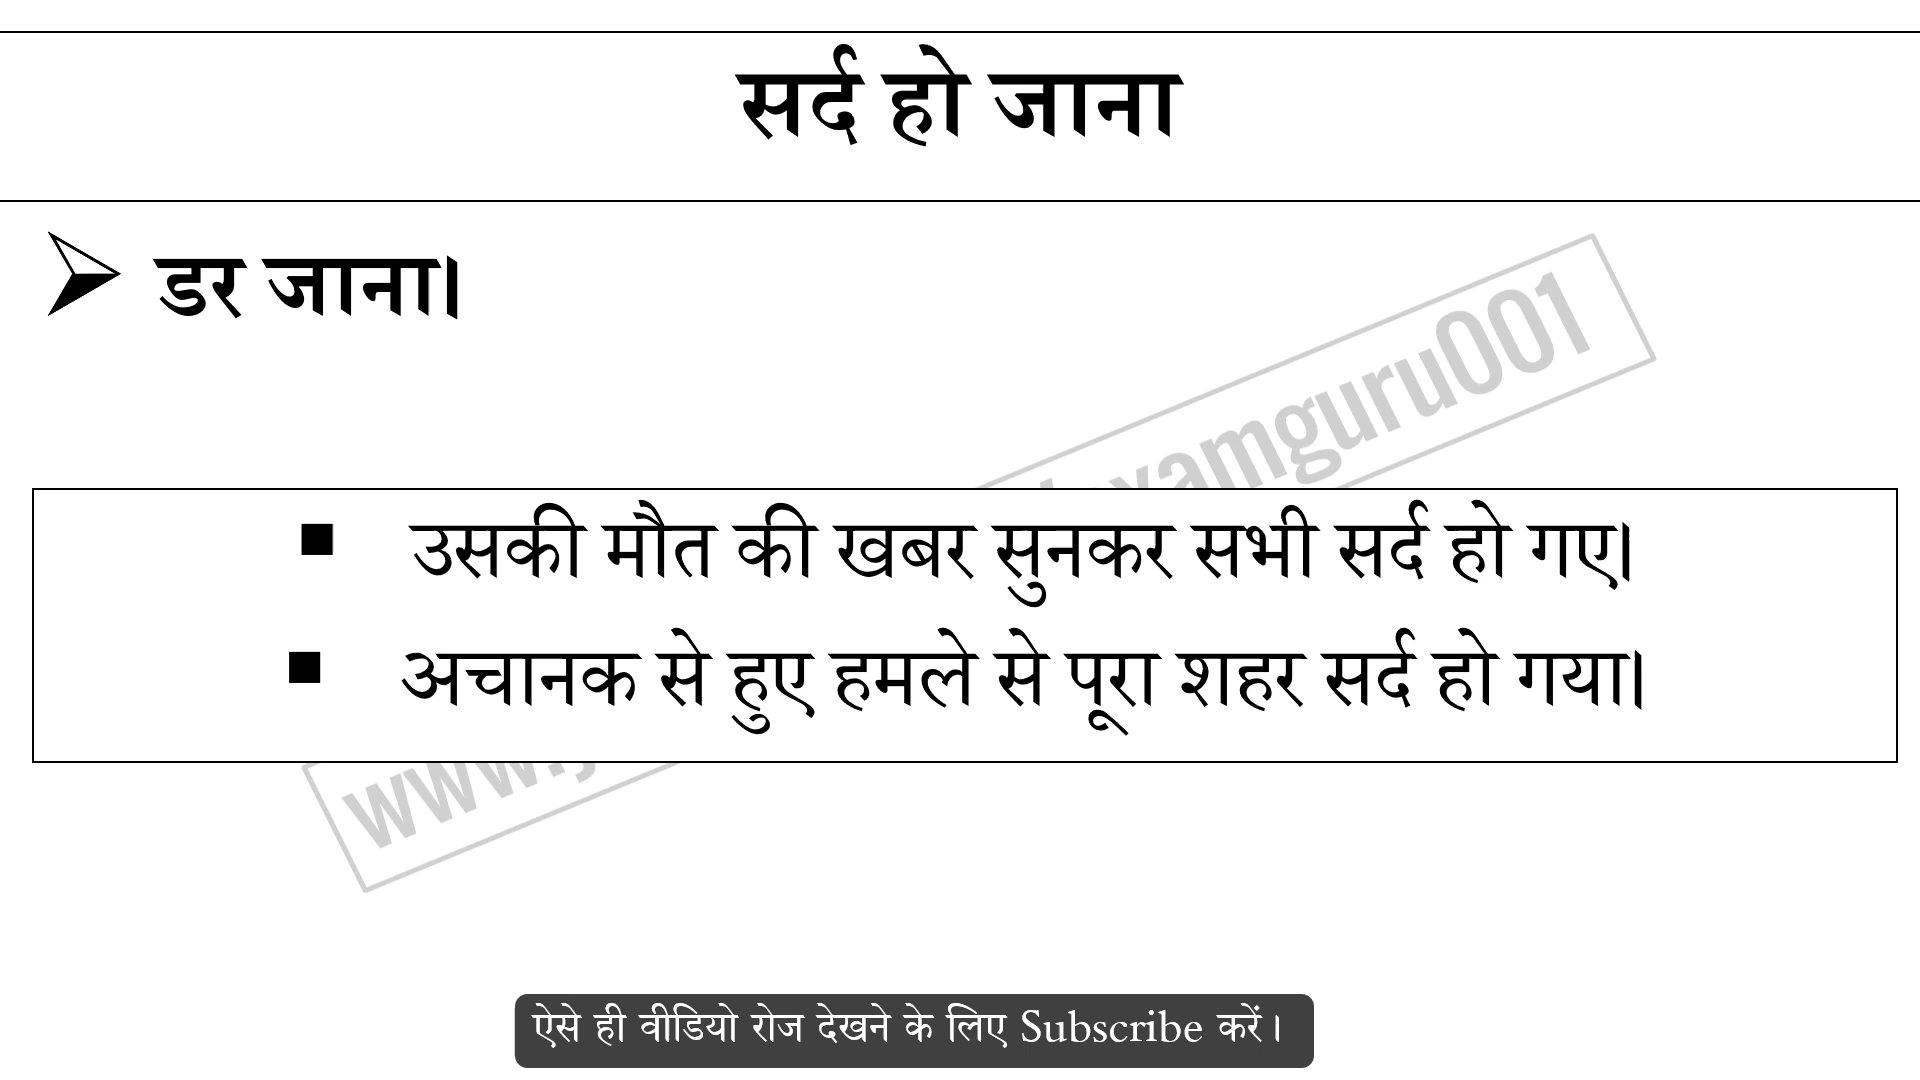 सर्द हो जाना
डर जाना।
उसकी मौत की खबर सुनकर सभी सर्द हो गए।
अचानक से हुए हमले से पूरा शहर सर्द हो गया।
ऐसे ही वीडियो रोज देखने के लिए Subscribe करें।